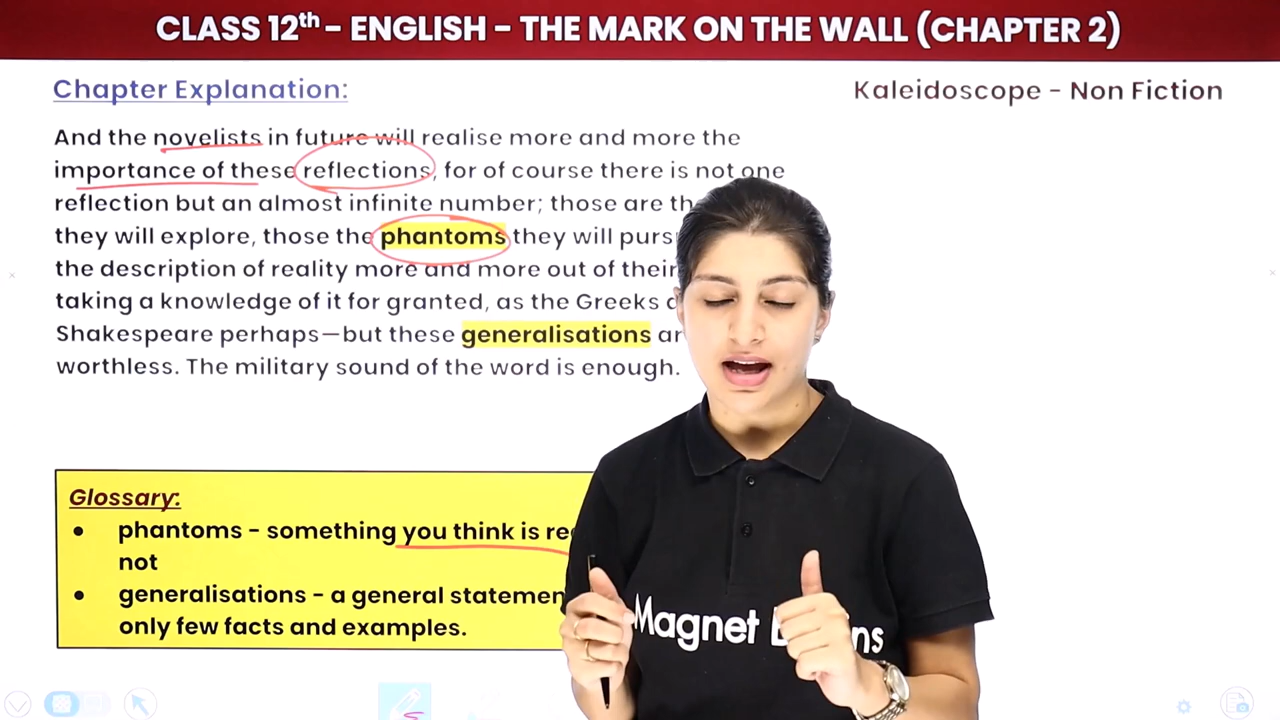 CLASS 12th - ENGLISH - THE MARK ON THE WALL (CHAPTER 2)
Chapter Explanation:
Kaleidoscope - Non Fiction
And the novelists in future will realise more and more the
importance of these reflections, for of course there is not one
reflection but an almost infinite number; those are
they will explore, those the phantoms they will
the description of reality more and more out of their
taking a knowledge of it for granted, as the Greeks
Shakespeare perhaps—but these generalisations
worthless. The military sound of the word is enough.
Glossary:
• phantoms - something you think is
not
• generalisations - a general
only few facts and examples.
Magnet